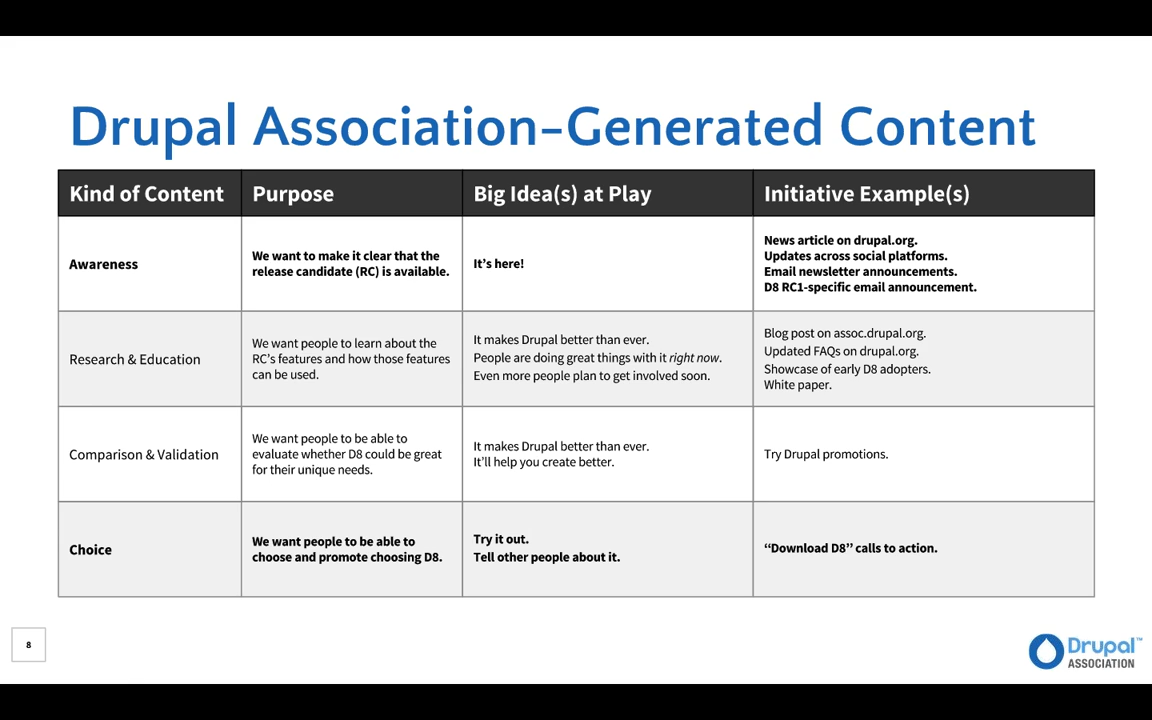 Drupal Association-Generated Content
Kind of Content
Purpose
Big Idea(s) at Play
Initiative Example(s)
Awareness
We want to make it clear that the
release candidate (RC) is available.
It's here!
News article on drupal.org.
Updates across social platforms.
Email newsletter announcements.
D8 RC1-specific email announcement.
Research & Education
We want people to learn about the
RC's features and how those features
can be used.
It makes Drupal better than ever.
People are doing great things with it right now.
Even more people plan to get involved soon.
Blog post on assoc.drupal.org.
Updated FAQs on drupal.org.
Showcase of early D8 adopters.
White paper.
Comparison & Validation
We want people to be able to
evaluate whether D8 could be great
for their unique needs.
It makes Drupal better than ever.
It'll help you create better.
Try Drupal promotions.
Choice
We want people to be able to
choose and promote choosing D8.
Try it out.
Tell other people about it.
“Download D8” calls to action.
8
Drupal™
ASSOCIATION